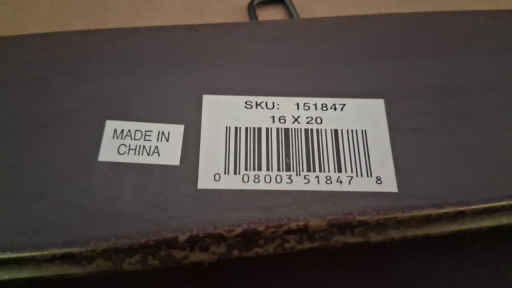 MADE IN
CHINA
SKU: 151847
16 X 20
0 08003 51847 8